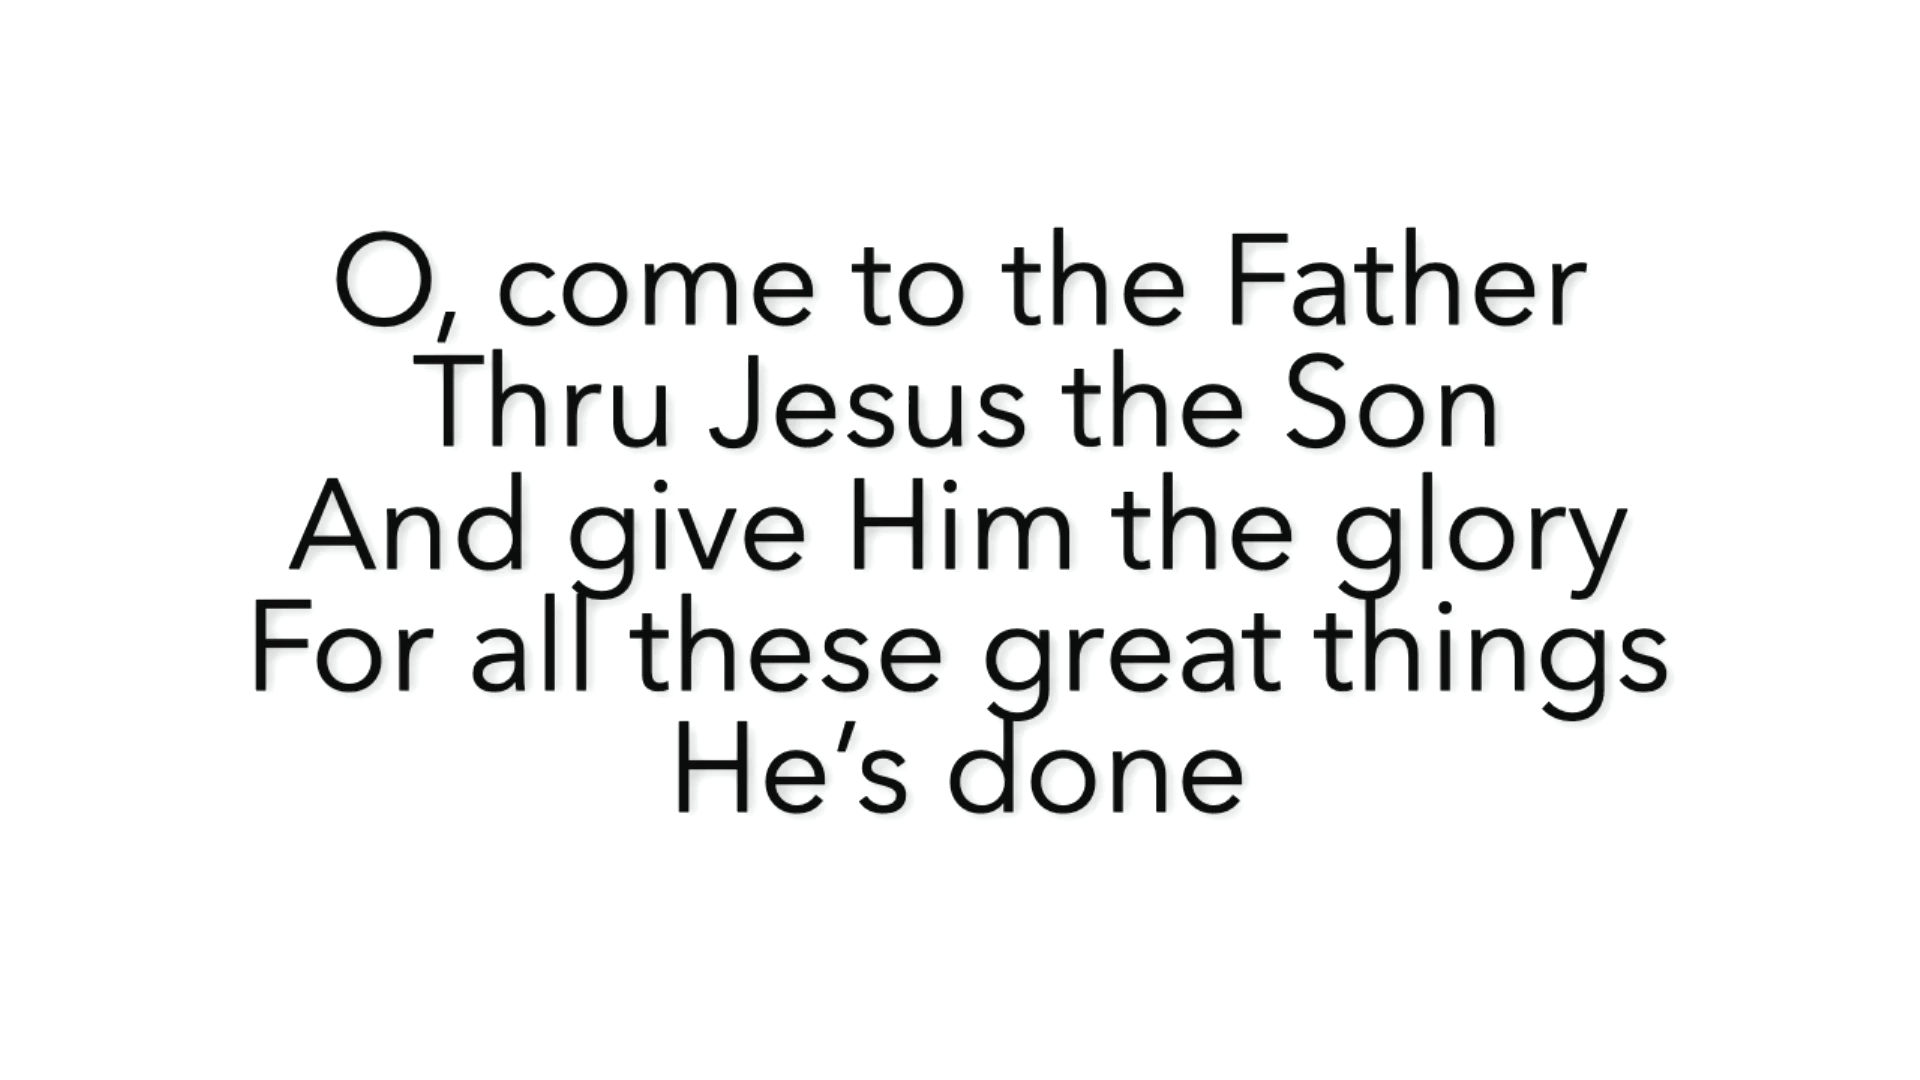 O, come to the Father
Thru Jesus the Son
And give Him the glory
For all these great things
He’s done